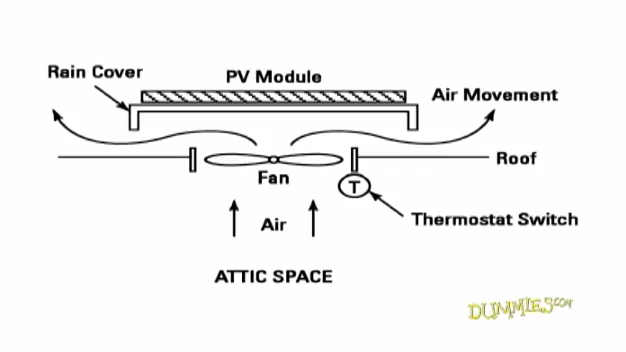 Rain Cover
PV Module
Air Movement
Roof
Fan
T
Thermostat Switch
Air
ATTIC SPACE
DUMMIES.COM